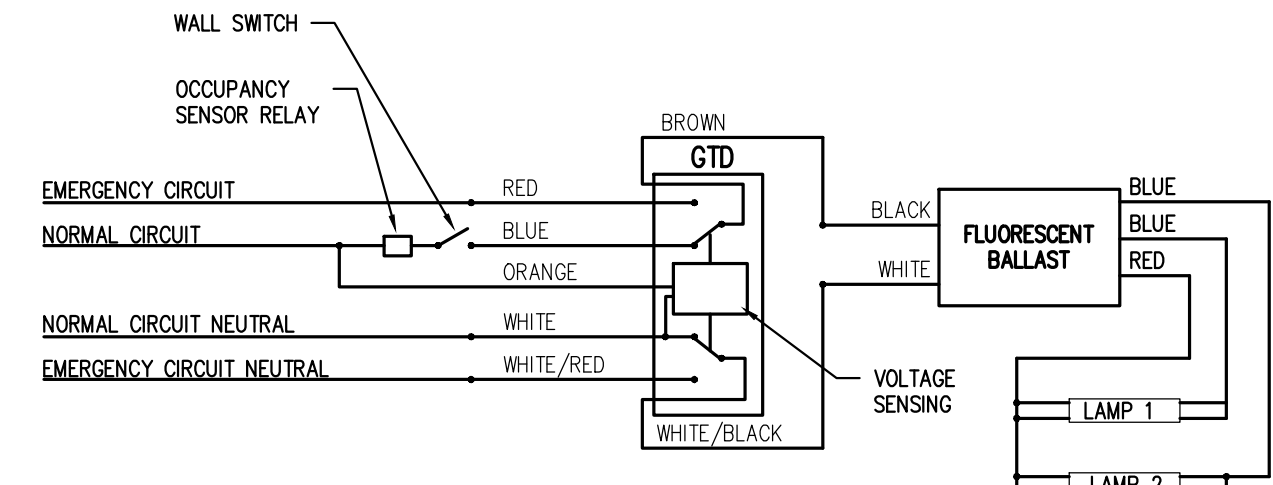 WALL SWITCH
OCCUPANCY
SENSOR RELAY
BROWN
GTD
EMERGENCY CIRCUIT
RED
NORMAL CIRCUIT
BLUE
ORANGE
NORMAL CIRCUIT NEUTRAL
WHITE
EMERGENCY CIRCUIT NEUTRAL
WHITE/RED
WHITE/BLACK
VOLTAGE
SENSING
BLACK
WHITE
FLUORESCENT
BALLAST
BLUE
BLUE
RED
LAMP 1
LAMP 2